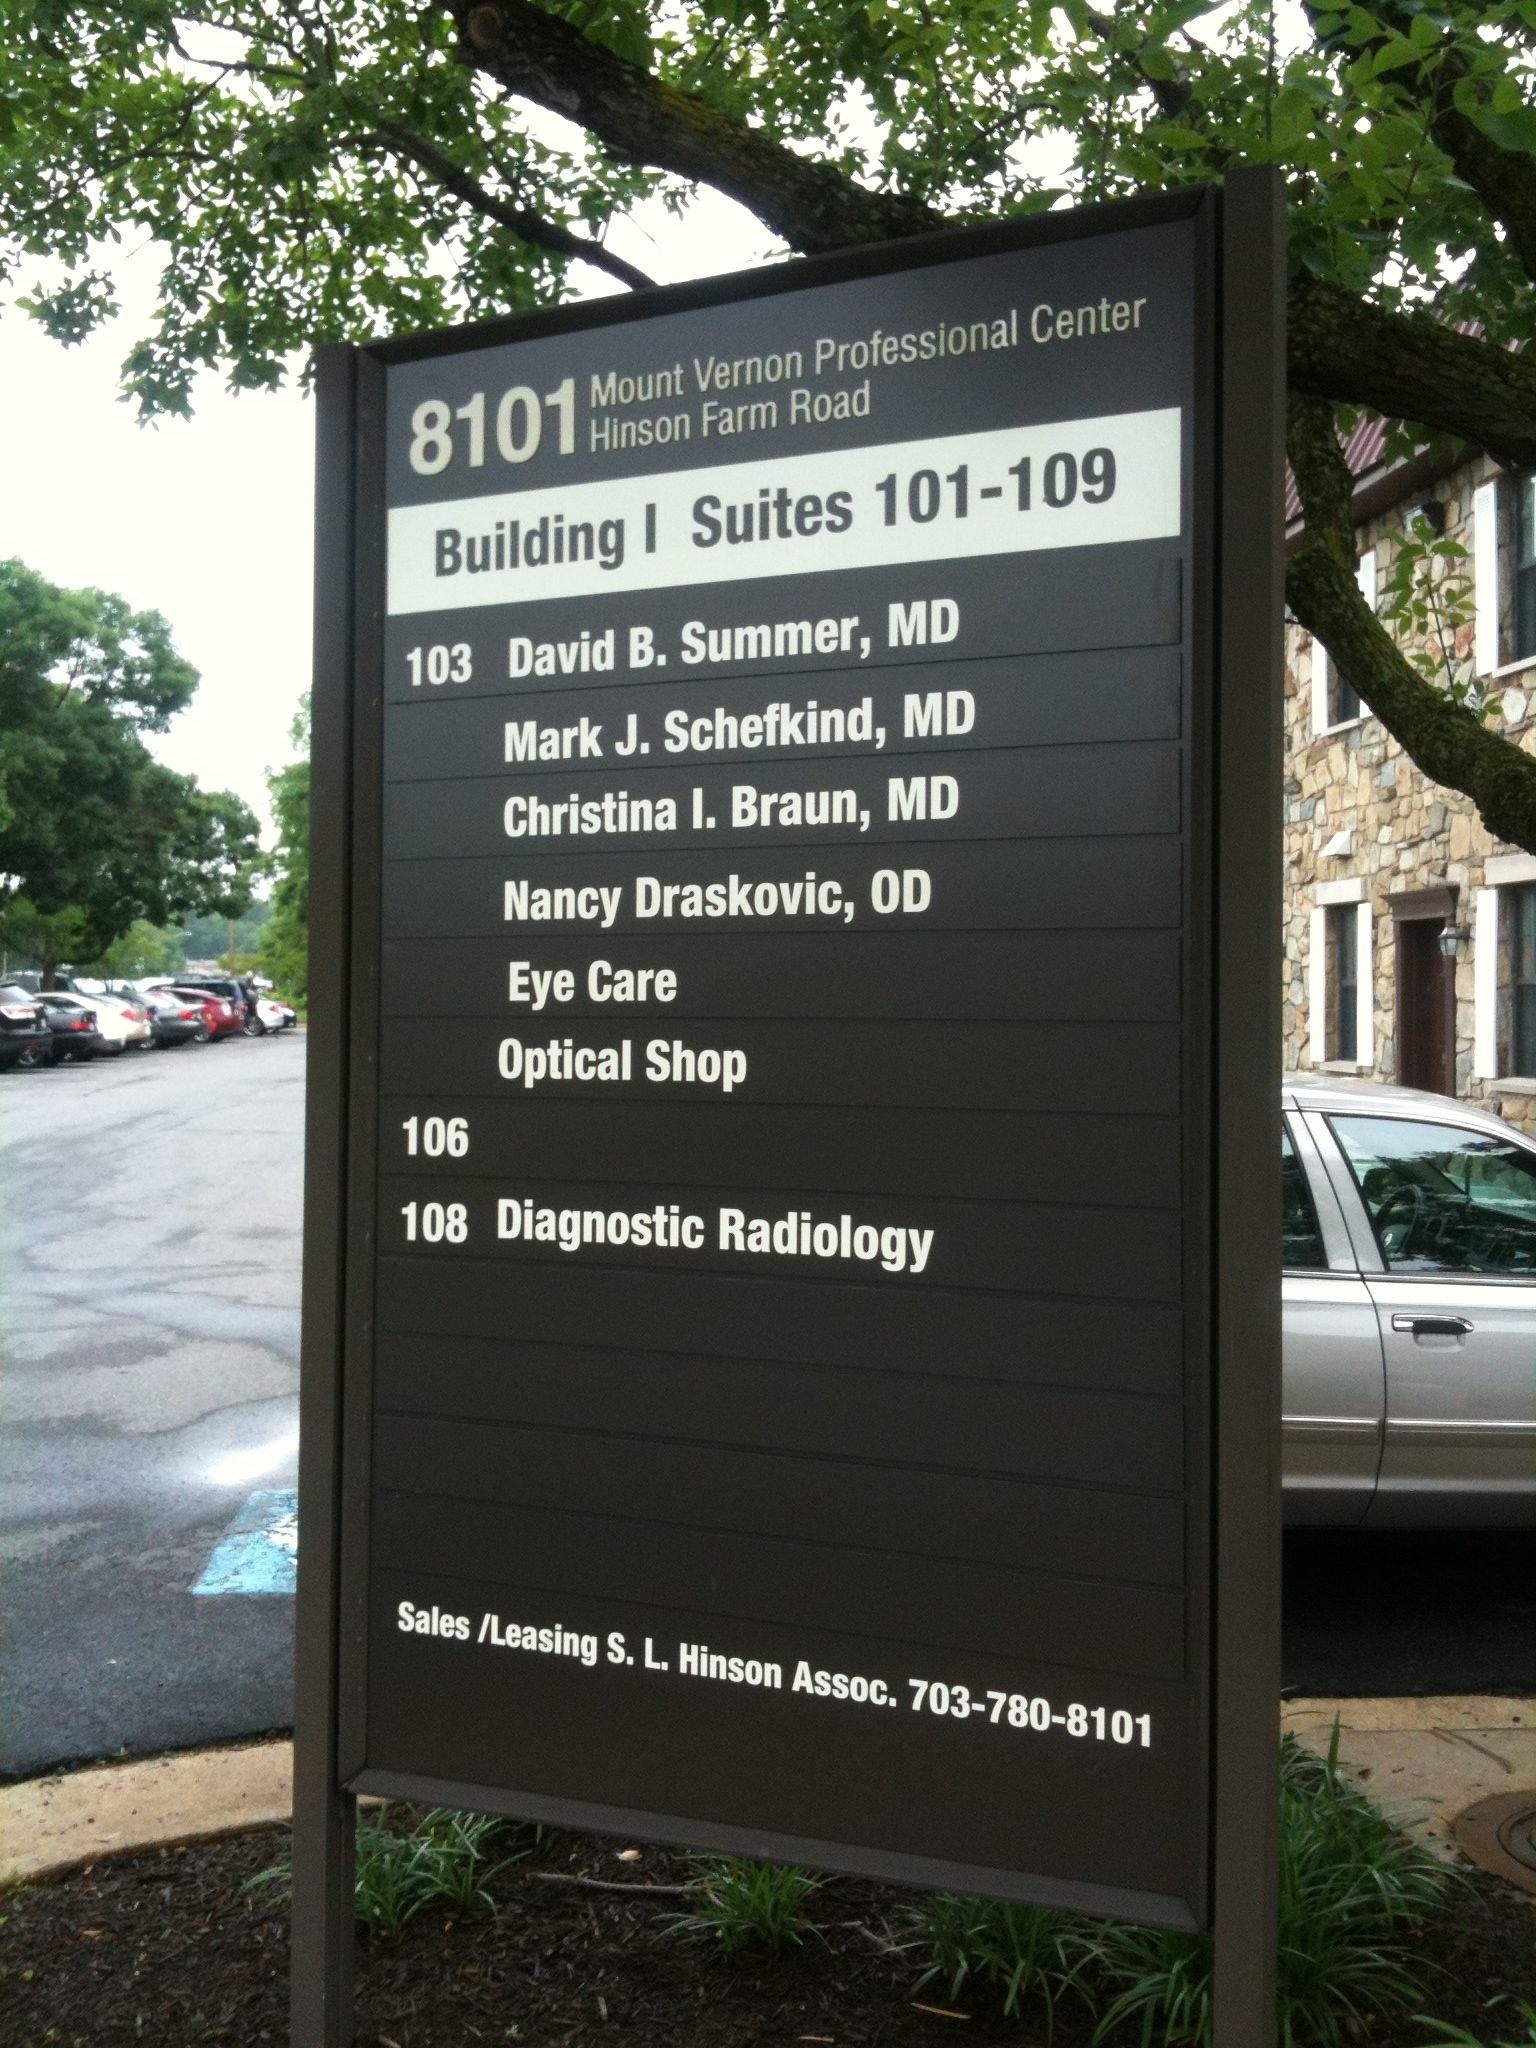 8101 Mount Vernon Professional Center
Hinson Farm Road
Building I Suites 101-109
103 David B. Summer, MD
Mark J. Schefkind, MD
Christina I. Braun, MD
Nancy Draskovic, OD
Eye Care
Optical Shop
106
108 Diagnostic Radiology
Sales /Leasing S. L. Hinson Assoc. 703-780-8101